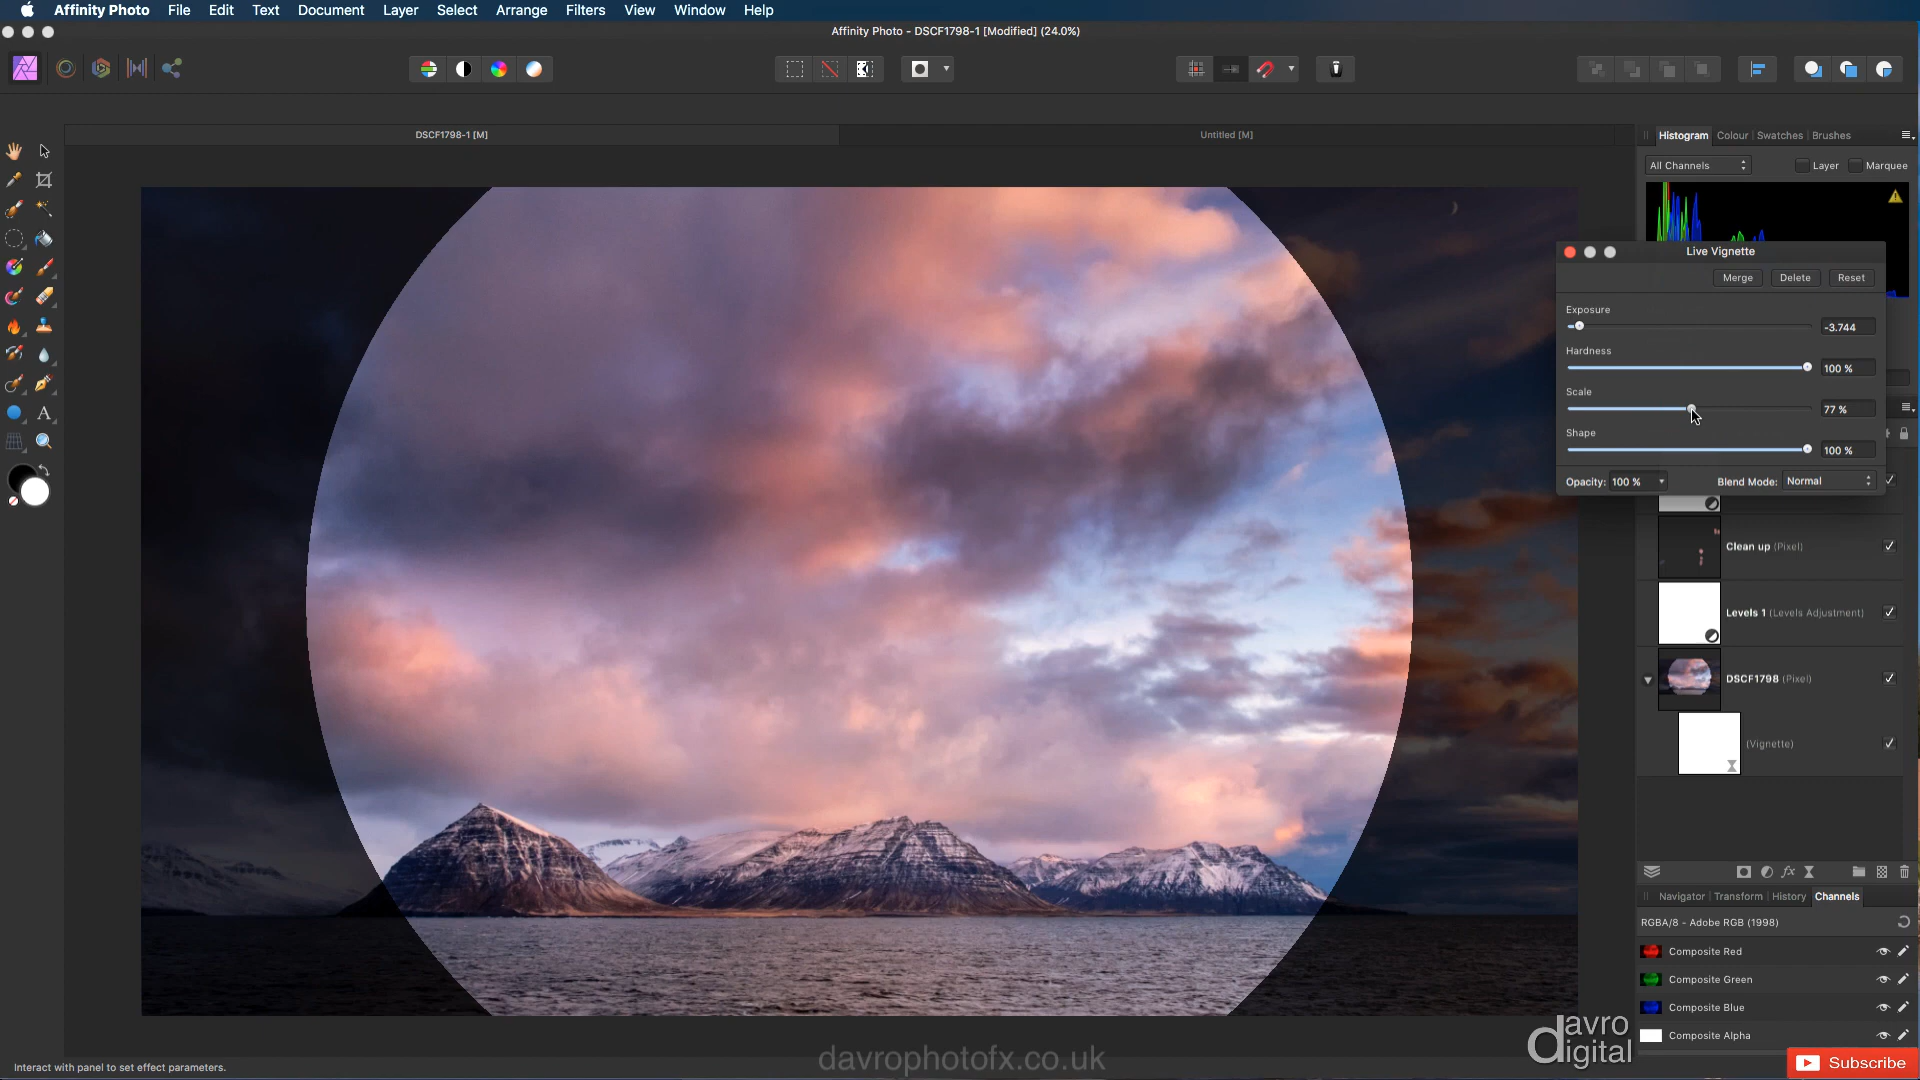 Affinity Photo File Edit Text Document Layer Select Arrange Filters View Window Help
Affinity Photo - DSCF1798-1 [Modified] (24.0%)
DSCF1798-1 [M]
Untitled [M]
Histogram Colour Swatches Brushes
All Channels
Layer
Marquee
Live Vignette
Merge
Delete
Reset
Exposure
-3.744
Hardness
100 %
Scale
77 %
Shape
100 %
Opacity: 100 %
Blend Mode: Normal
Clean up (Pixel)
Levels 1 (Levels Adjustment)
DSCF1798 (Pixel)
(Vignette)
fx
Navigator Transform History Channels
RGBA/8 - Adobe RGB (1998)
Composite Red
Composite Green
Composite Blue
Composite Alpha
A
davro
digital
davrophotofx.co.uk
Subscribe
Interact with panel to set effect parameters.